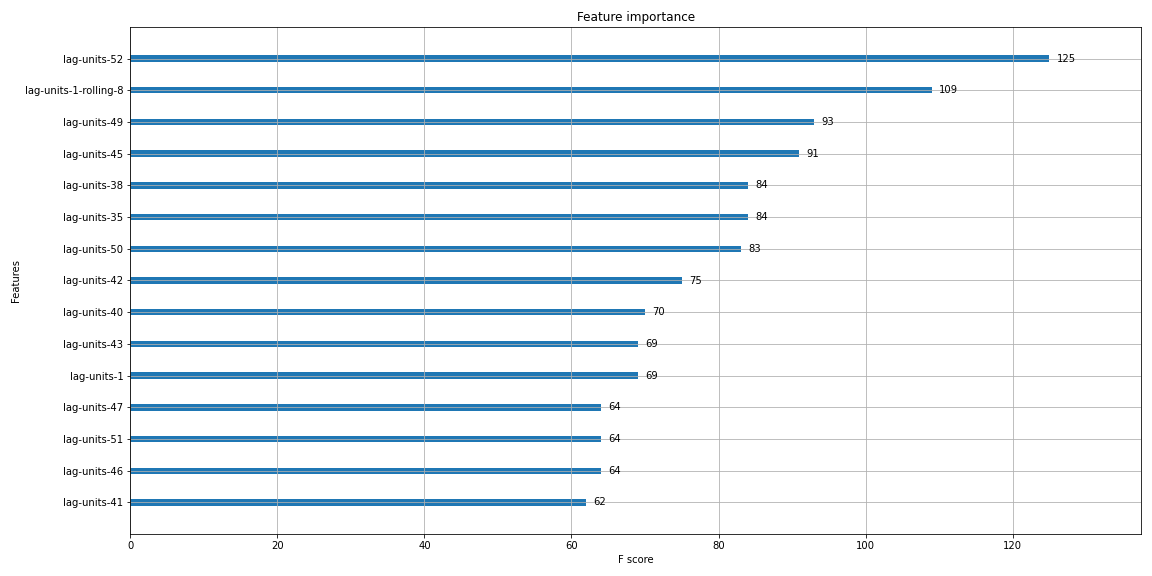 Feature importance
lag-units-52 125
lag-units-1-rolling-8 109
lag-units-49 93
lag-units-45 91
lag-units-38 84
lag-units-35 84
lag-units-50 83
lag-units-42 75
lag-units-40 70
lag-units-43 69
lag-units-1 69
lag-units-47 64
lag-units-51 64
lag-units-46 64
lag-units-41 62
Features
0 20 40 60 80 100 120
F score